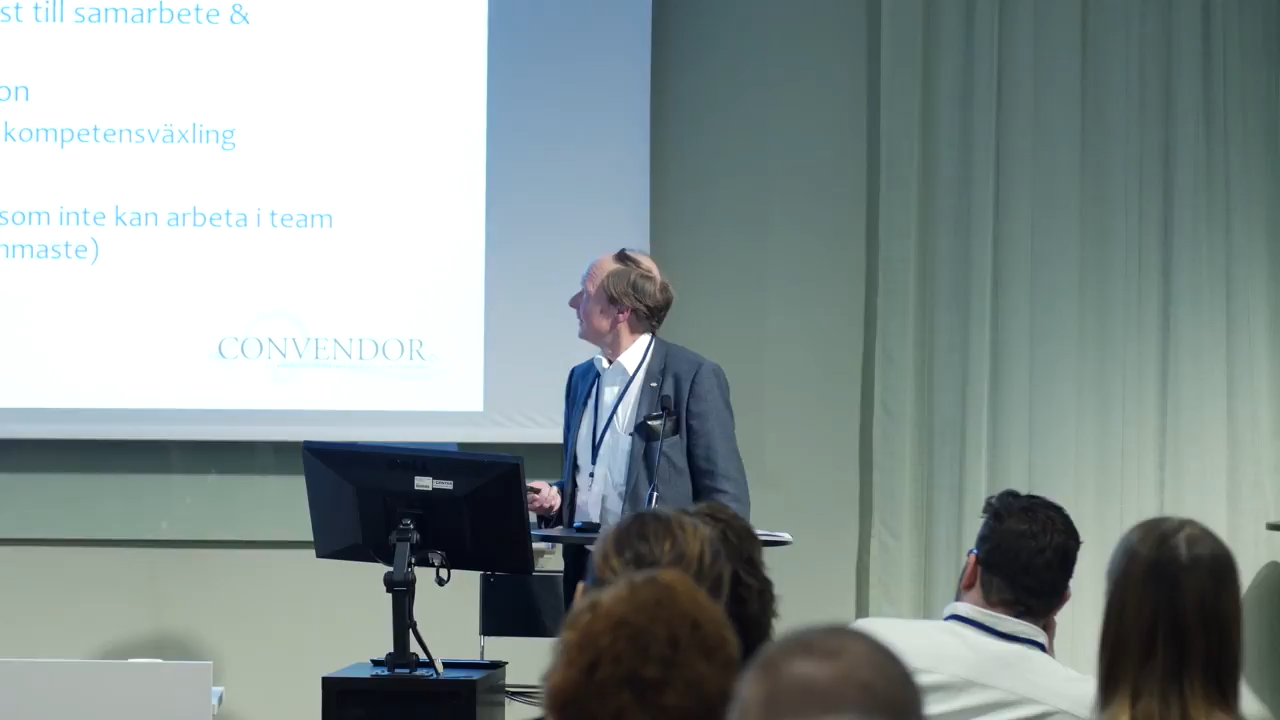 st till samarbete &
on
kompetensväxling
som inte kan arbeta i team
nmaste)
CONVENDOR